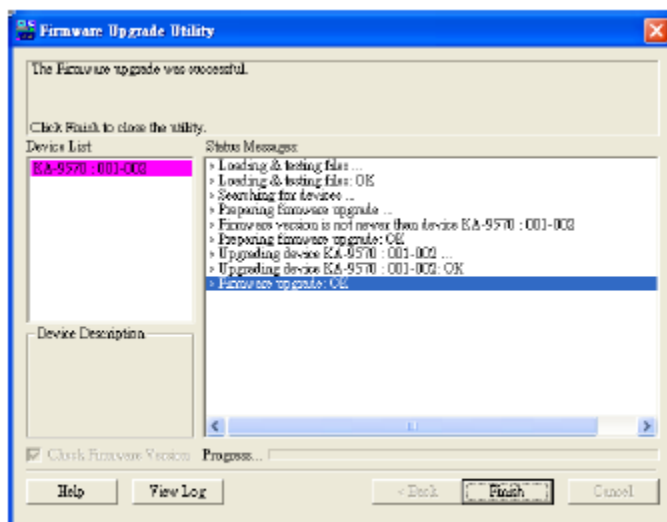 Firmware Upgrade Utility
The Firmware upgrade was successful.
Click Finish to close the utility.
Device List
Status Messages:
KA-9570 : 001-002
> Loading & testing files ...
> Loading & testing files: OK
> Searching for devices ...
> Preparing firmware upgrade ...
> Firmware version is not newer than device KA-9570 : 001-002
> Preparing firmware upgrade: OK
> Upgrading device KA-9570 : 001-002 ...
> Upgrading device KA-9570 : 001-002: OK
> Firmware upgrade: OK
Device Description
Check Firmware Version
Progress...
Help
View Log
< Back
Finish
Cancel